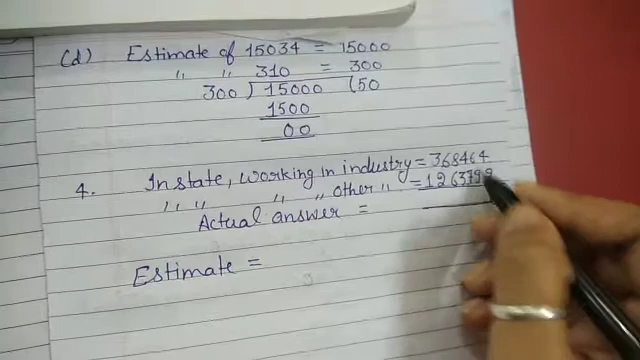 (d) Estimate of 15034 = 15000
" " 310 = 300
300 ) 15000 (50
1500
00
4. In state, working in industry = 368464
" " " " other " =
Actual answer =
Estimate =